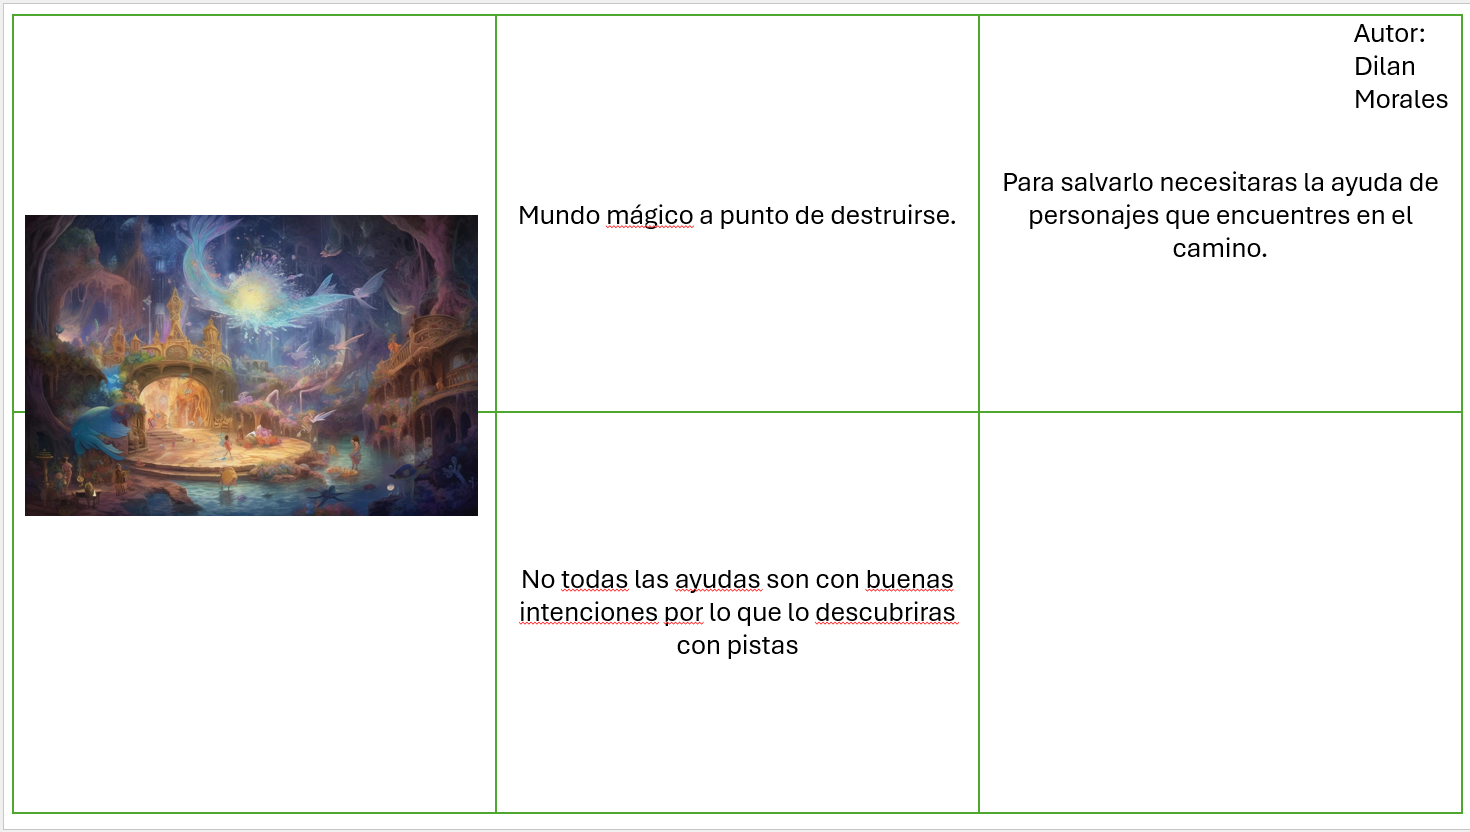 Autor:
Dilan
Morales
Mundo mágico a punto de destruirse.
Para salvarlo necesitaras la ayuda de
personajes que encuentres en el
camino.
No todas las ayudas son con buenas
intenciones por lo que lo descubriras
con pistas